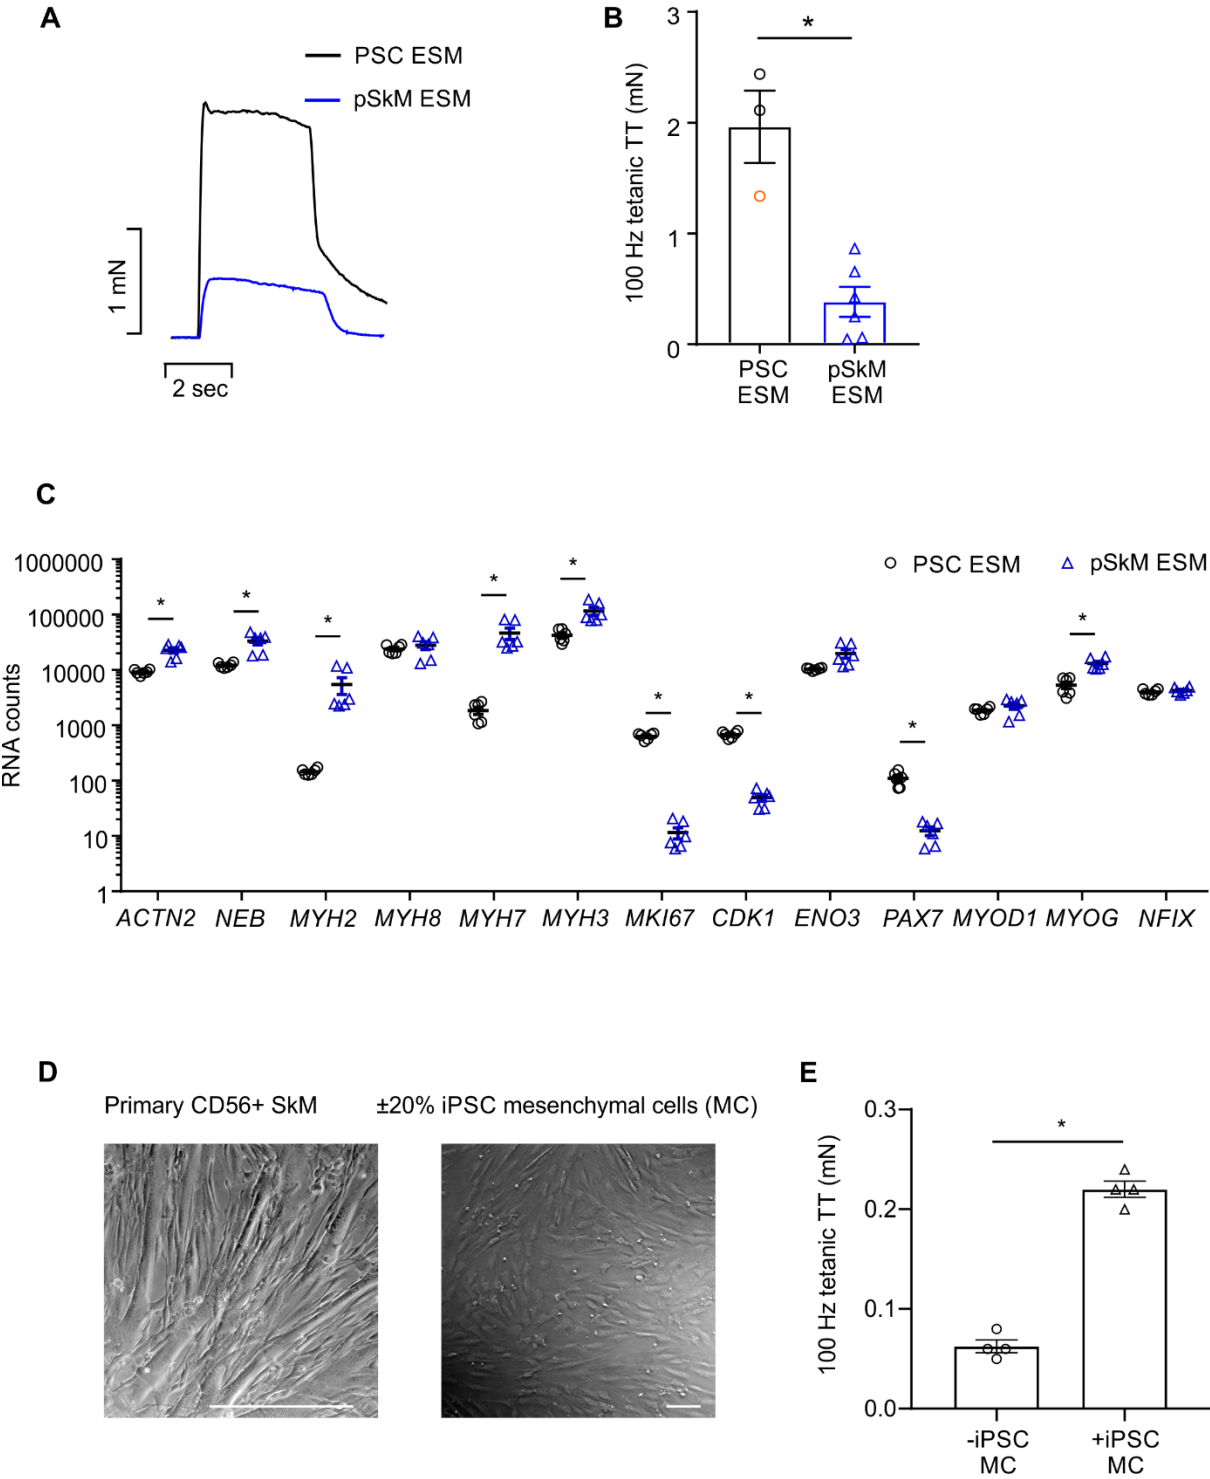 A
PSC ESM
pSkM ESM
1 mN
2 sec
B
*
100 Hz tetanic TT (mN)
3
2
1
0
PSC
ESM
pSkM
ESM
C
PSC ESM
pSkM ESM
RNA counts
1000000
100000
10000
1000
100
10
1
* * * * * * * * *
ACTN2 NEB MYH2 MYH8 MYH7 MYH3 MKI67 CDK1 ENO3 PAX7 MYOD1 MYOG NFIX
D
Primary CD56+ SkM
±20% iPSC mesenchymal cells (MC)
E
*
100 Hz tetanic TT (mN)
0.3
0.2
0.1
0.0
-iPSC
MC
+iPSC
MC